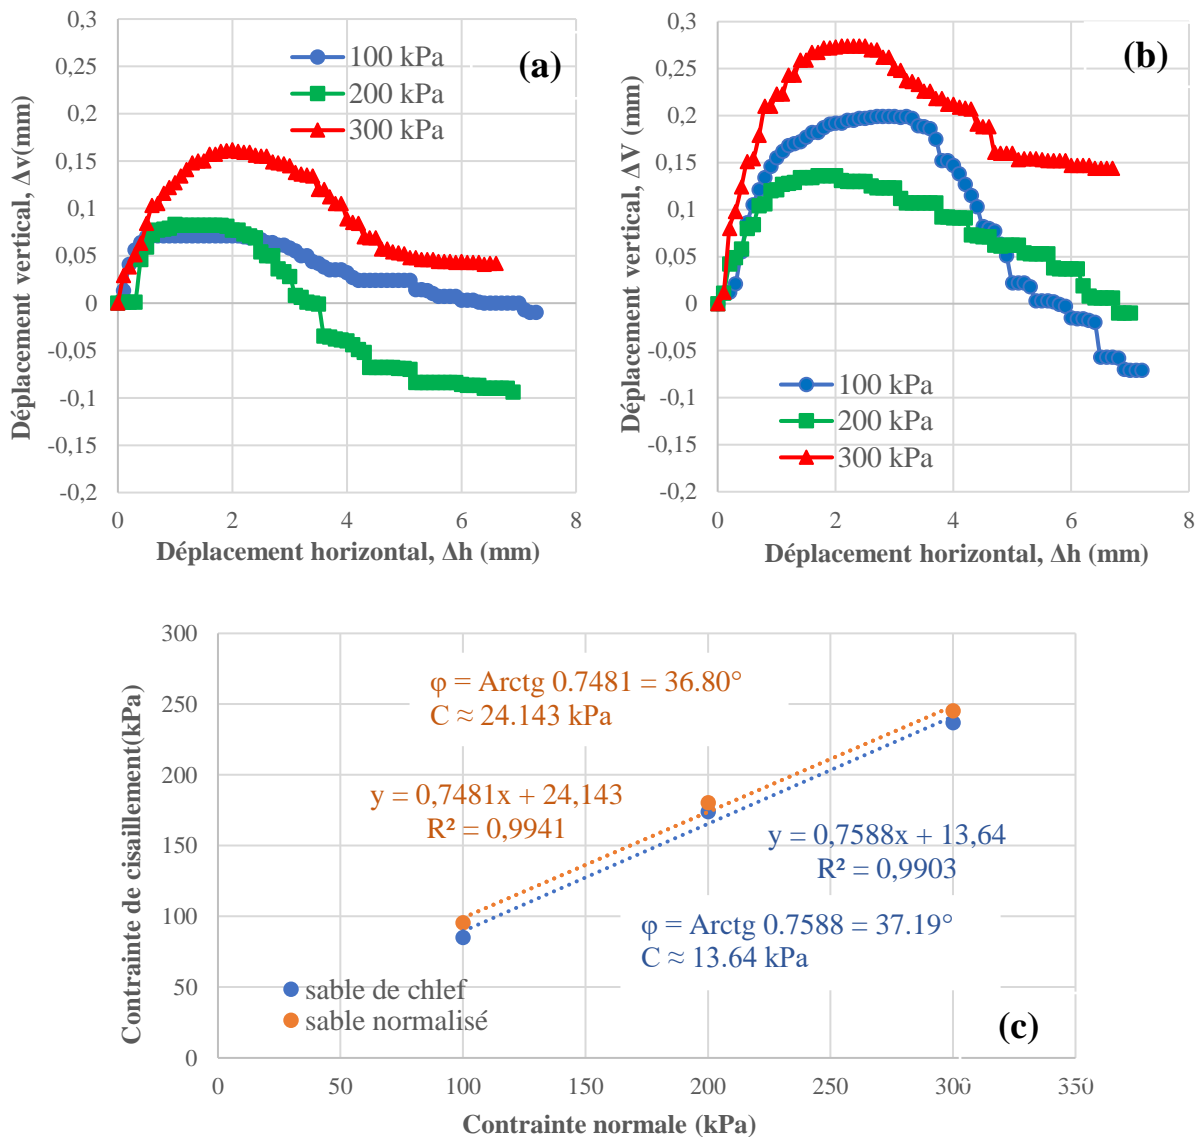 0,3
0,25
0,2
0,15
0,1
0,05
0
-0,05
-0,1
-0,15
-0,2
Déplacement vertical, Δv(mm)
100 kPa
200 kPa
300 kPa
(a)
0 2 4 6 8
Déplacement horizontal, Δh (mm)
0,3
0,25
0,2
0,15
0,1
0,05
0
-0,05
-0,1
-0,15
-0,2
Déplacement vertical, ΔV (mm)
(b)
100 kPa
200 kPa
300 kPa
0 2 4 6 8
Déplacement horizontal, Δh (mm)
300
250
200
150
100
50
0
Contrainte de cisaillement(kPa)
φ = Arctg 0.7481 = 36.80°
C ≈ 24.143 kPa
y = 0,7481x + 24,143
R² = 0,9941
y = 0,7588x + 13,64
R² = 0,9903
φ = Arctg 0.7588 = 37.19°
C ≈ 13.64 kPa
sable de chlef
sable normalisé
(c)
0 50 100 150 200 250 300 350
Contrainte normale (kPa)